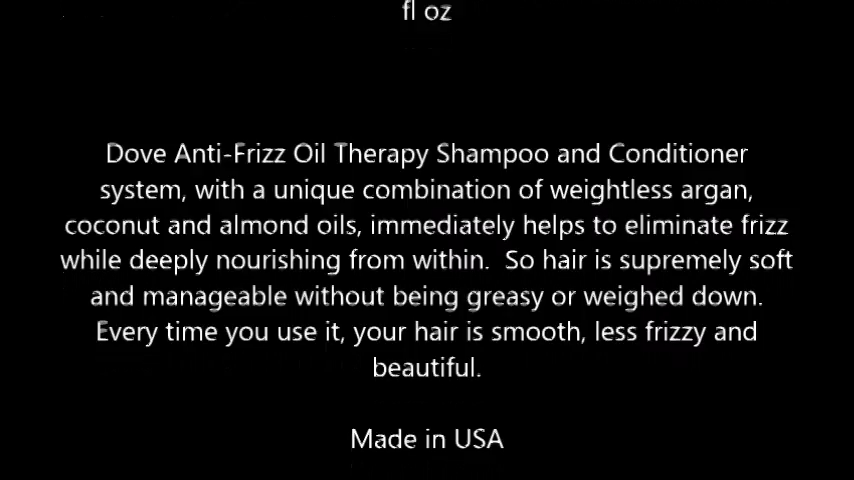 fl oz
Dove Anti-Frizz Oil Therapy Shampoo and Conditioner
system, with a unique combination of weightless argan,
coconut and almond oils, immediately helps to eliminate frizz
while deeply nourishing from within.  So hair is supremely soft
and manageable without being greasy or weighed down.
Every time you use it, your hair is smooth, less frizzy and
beautiful.
Made in USA